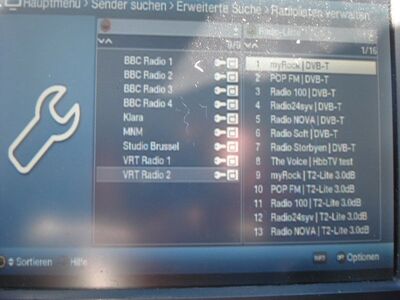 Hauptmenü > Sender suchen > Erweiterte Suche > Radiolisten verwalten
BBC Radio 1
BBC Radio 2
BBC Radio 3
BBC Radio 4
Klara
MNM
Studio Brussel
VRT Radio 1
VRT Radio 2
1/16
1 myRock | DVB-T
2 POP FM | DVB-T
3 Radio 100 | DVB-T
4 Radio24syv | DVB-T
5 Radio NOVA | DVB-T
6 Radio Soft | DVB-T
7 Radio Storbyen | DVB-T
8 The Voice | HbbTV test
9 myRock | T2-Lite 3.0dB
10 POP FM | T2-Lite 3.0dB
11 Radio 100 | T2-Lite 3.0dB
12 Radio24syv | T2-Lite 3.0dB
13 Radio NOVA | T2-Lite 3.0dB
Sortieren
Hilfe
Optionen